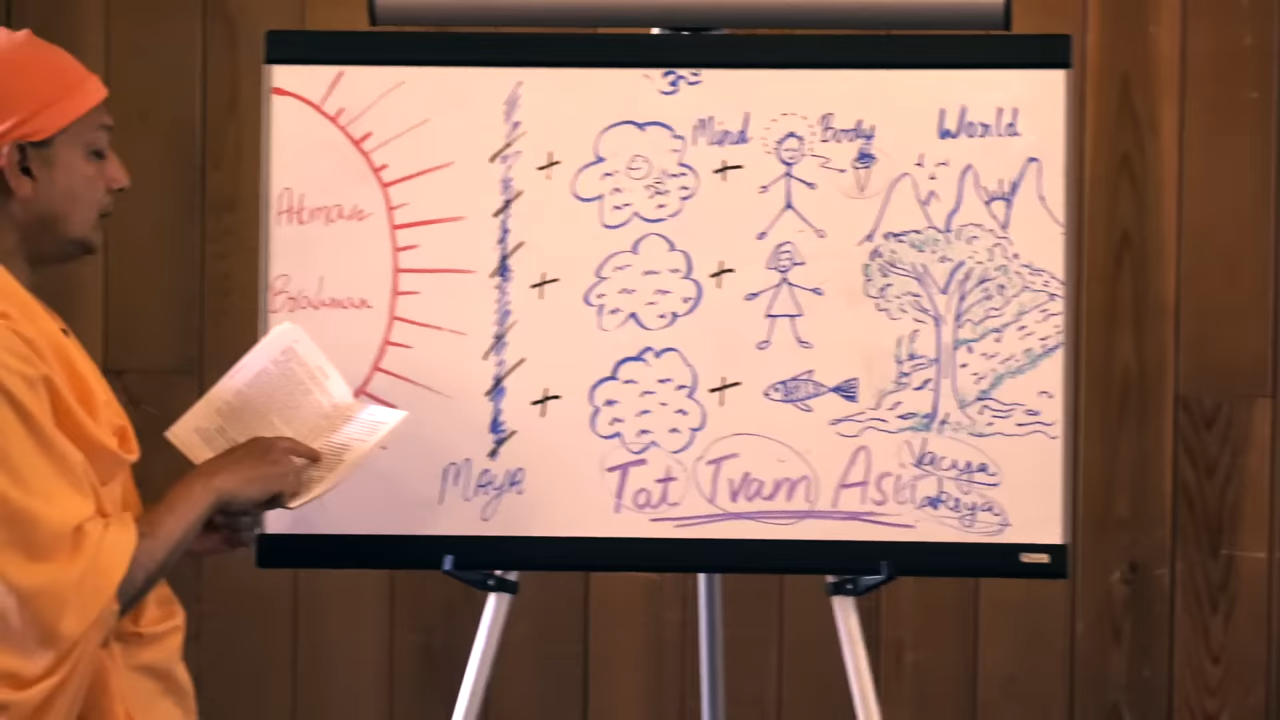 ॐ
Mind
Body
World
Atman
Brahman
Maya
Tat Tvam Asi
Vacya